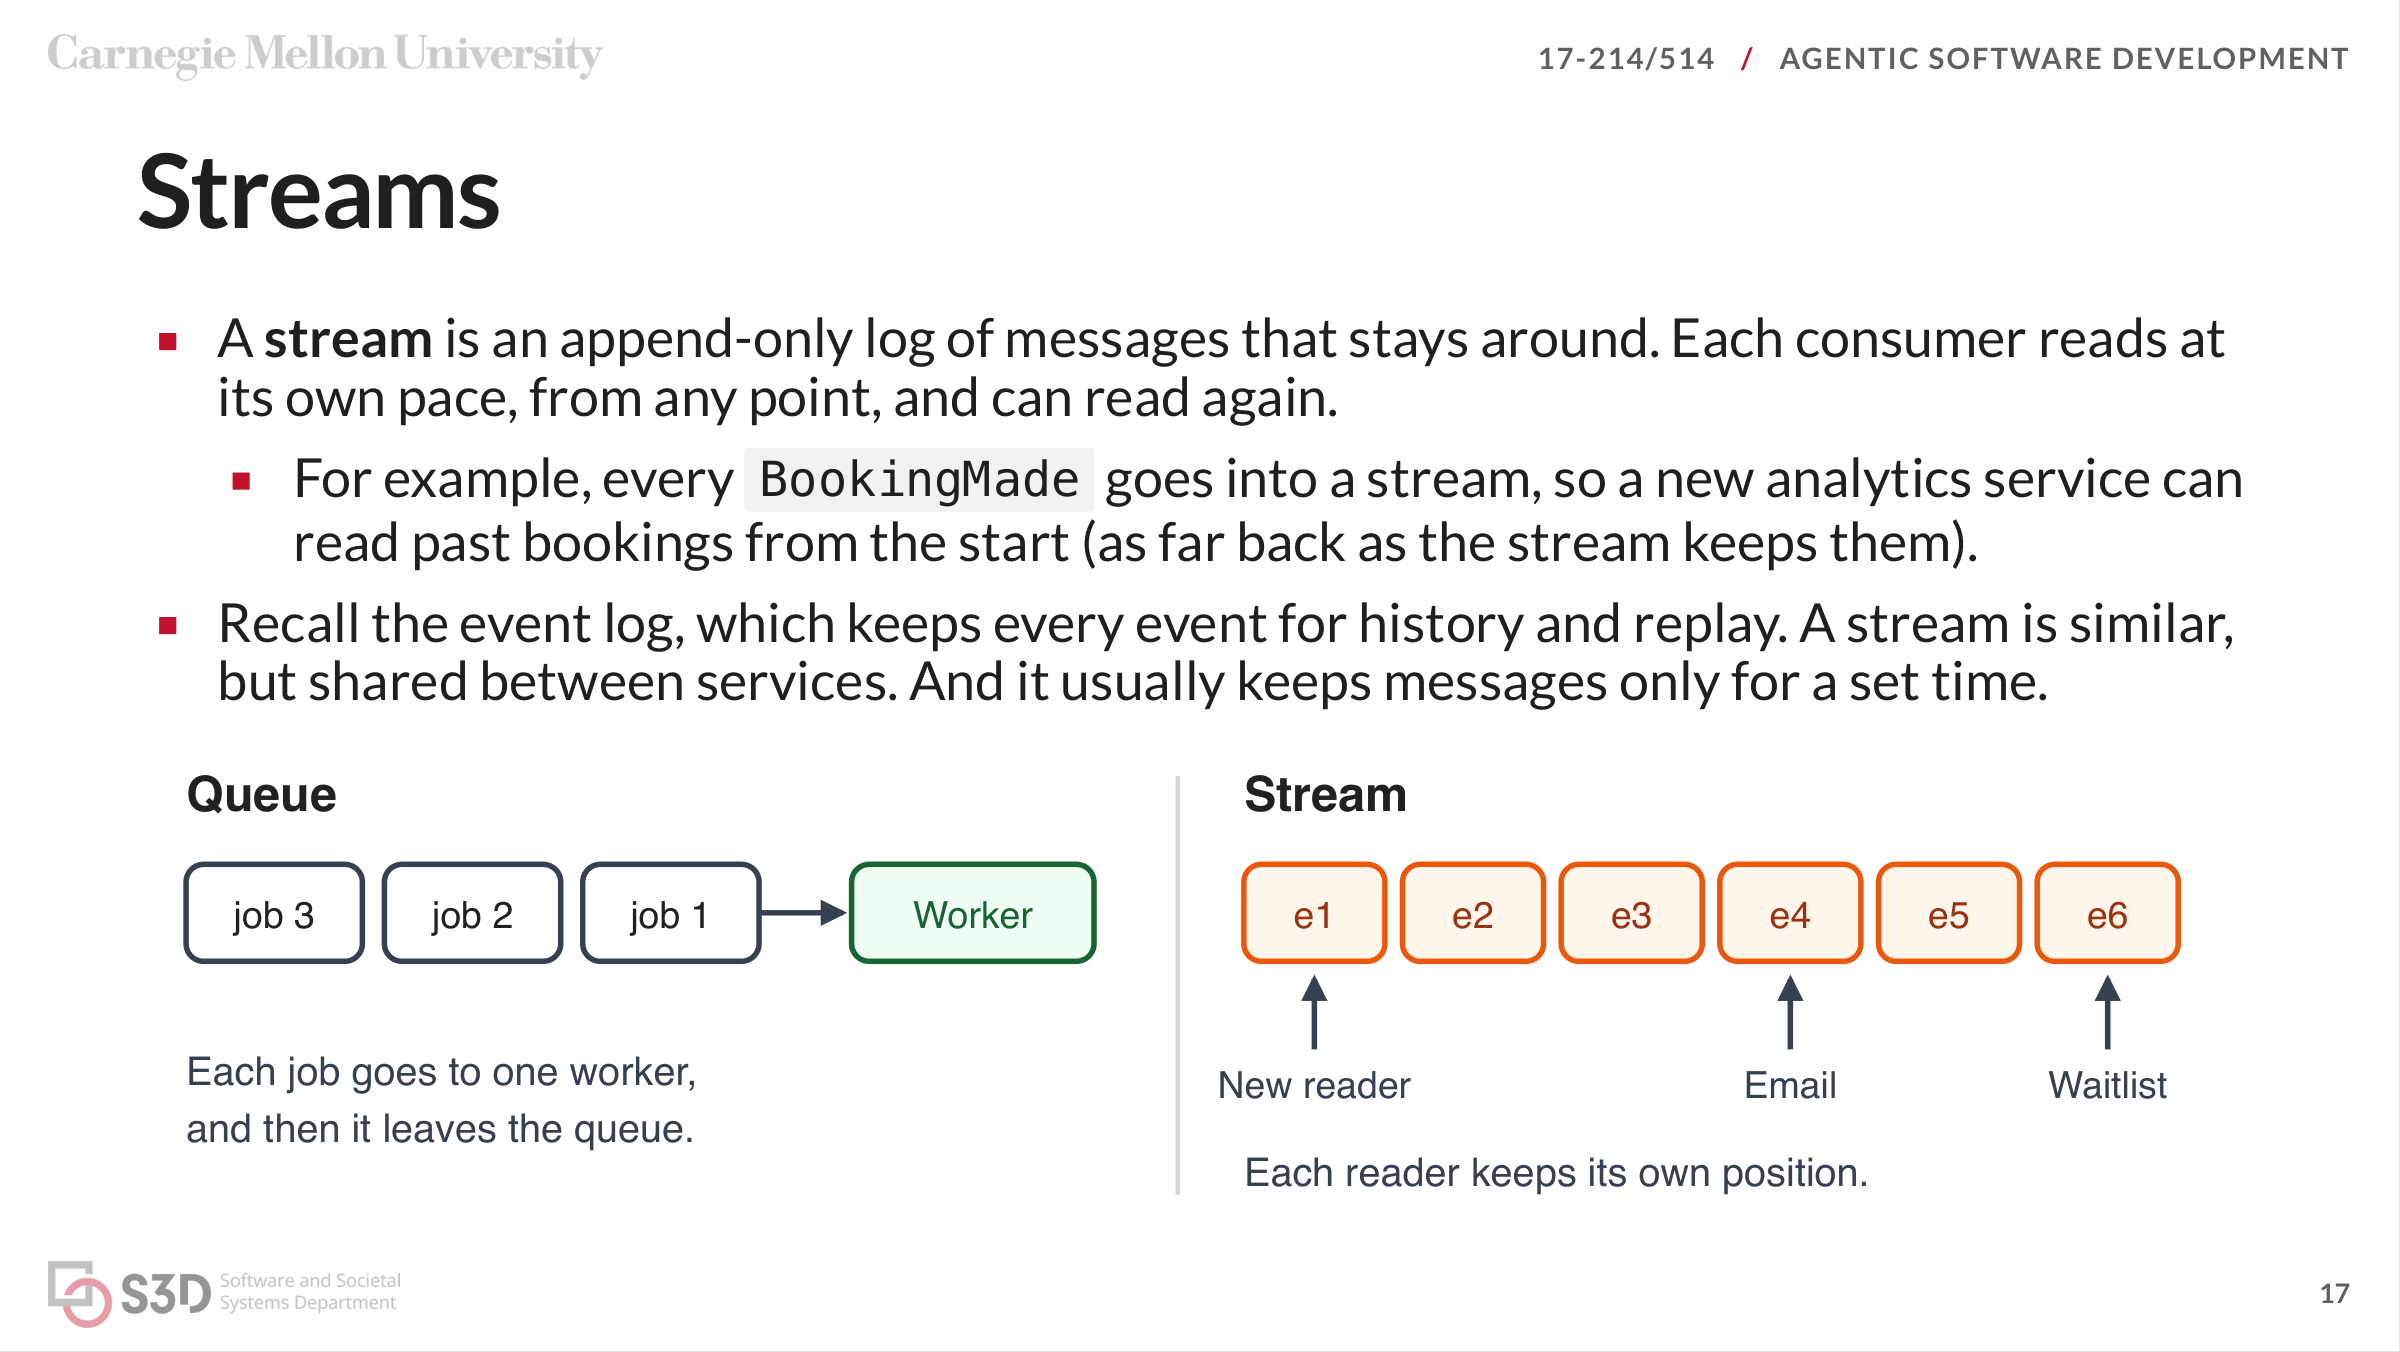 Carnegie Mellon University
17-214/514 / AGENTIC SOFTWARE DEVELOPMENT
Streams
A stream is an append-only log of messages that stays around. Each consumer reads at
its own pace, from any point, and can read again.
For example, every BookingMade goes into a stream, so a new analytics service can
read past bookings from the start (as far back as the stream keeps them).
Recall the event log, which keeps every event for history and replay. A stream is similar,
but shared between services. And it usually keeps messages only for a set time.
Queue
job 3 job 2 job 1 Worker
Each job goes to one worker,
and then it leaves the queue.
Stream
e1 e2 e3 e4 e5 e6
New reader Email Waitlist
Each reader keeps its own position.
S3D Software and Societal
Systems Department
17